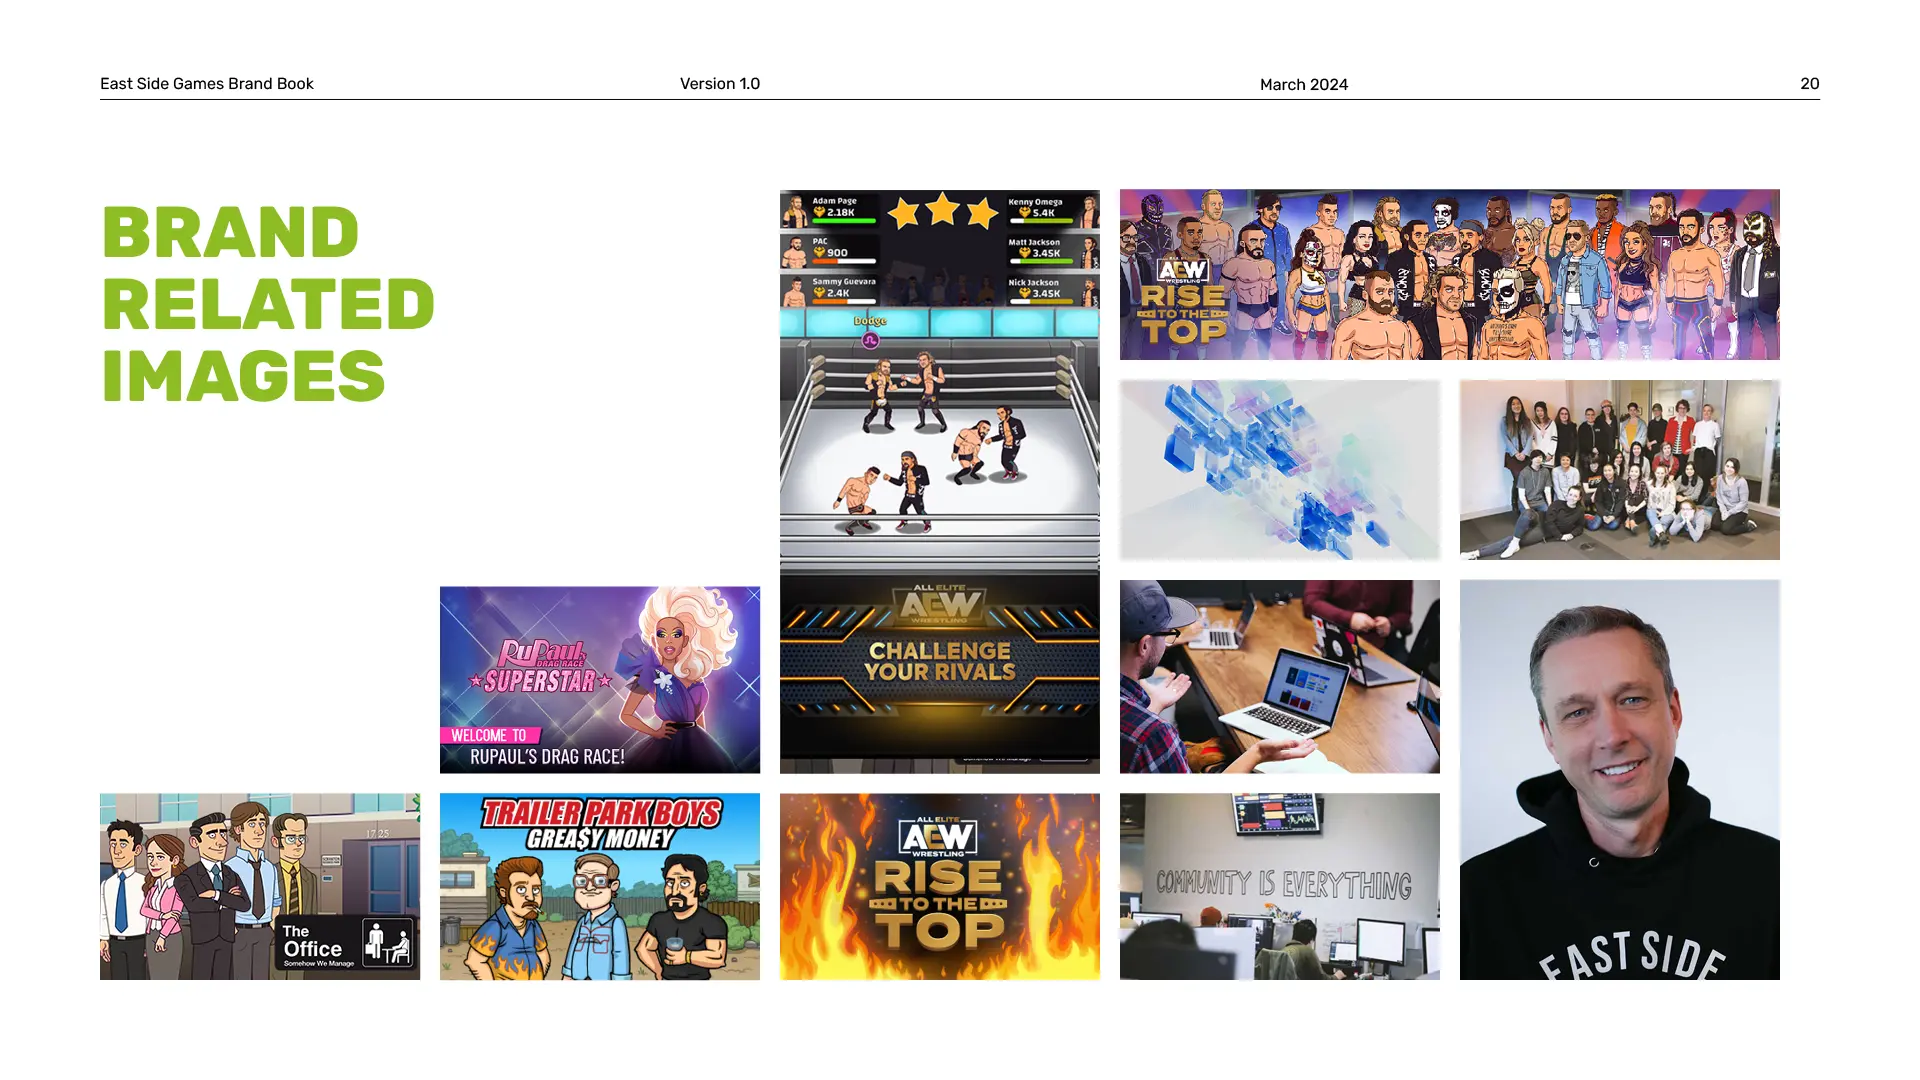 East Side Games Brand Book
Version 1.0
March 2024
20
BRAND
RELATED
IMAGES
Adam Page
2.18K
PAC
900
Sammy Guevara
2.4K
Kenny Omega
5.4K
Matt Jackson
3.45K
Nick Jackson
3.45K
Dodge
ALL ELITE
AEW
WRESTLING
CHALLENGE
YOUR RIVALS
Somehow We Manage
AEW
WRESTLING
RISE
TO THE
TOP
RuPaul's
DRAG RACE
SUPERSTAR
WELCOME TO
RUPAUL'S DRAG RACE!
1725
The
Office
Somehow We Manage
TRAILER PARK BOYS
GREA$Y MONEY
ALL ELITE
AEW
WRESTLING
RISE
TO THE
TOP
COMMUNITY IS EVERYTHING
EAST SIDE